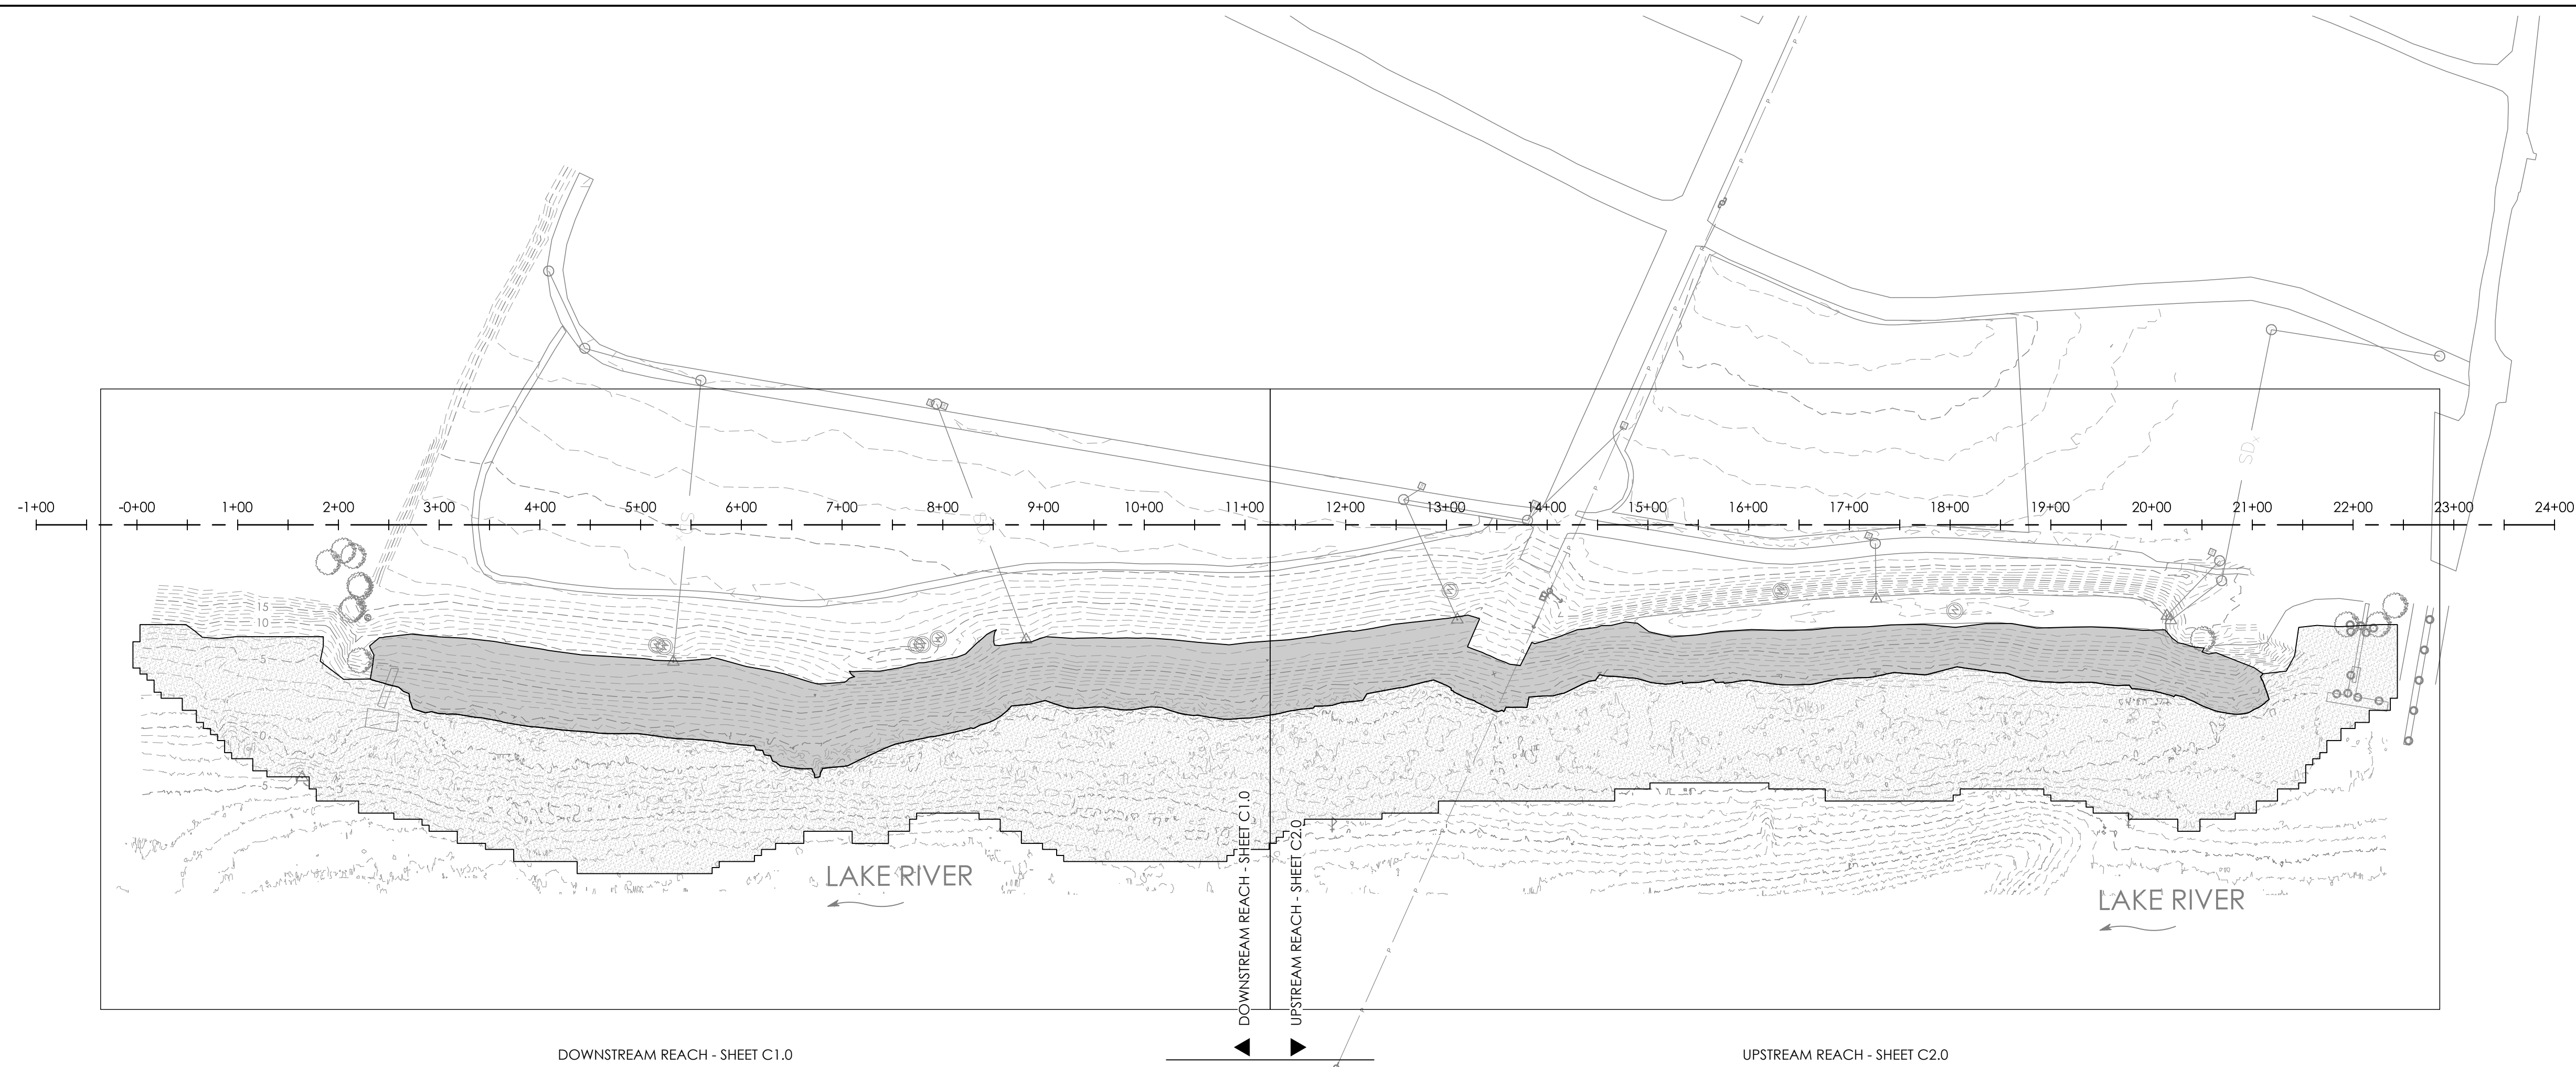 -1+00 -0+00 1+00 2+00 3+00 4+00 5+00 6+00 7+00 8+00 9+00 10+00 11+00 12+00 13+00 14+00 15+00 16+00 17+00 18+00 19+00 20+00 21+00 22+00 23+00 24+00
SD
15
10
5
0
-5
LAKE RIVER
LAKE RIVER
DOWNSTREAM REACH - SHEET C1.0
UPSTREAM REACH - SHEET C2.0
DOWNSTREAM REACH - SHEET C1.0
UPSTREAM REACH - SHEET C2.0